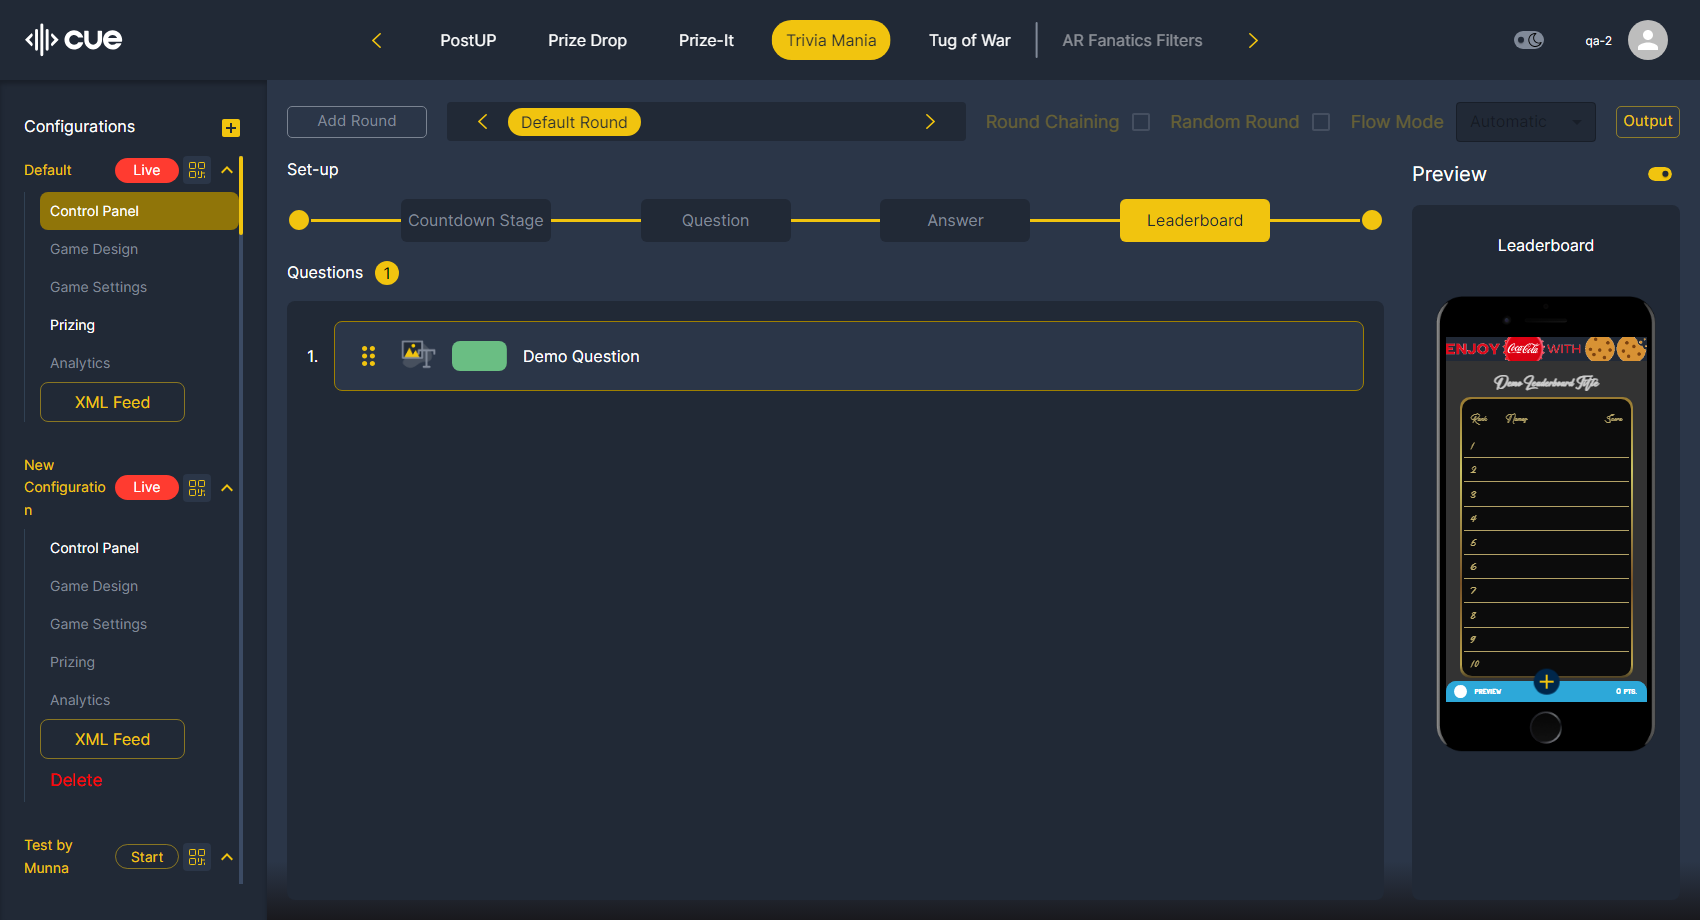 cue
PostUP
Prize Drop
Prize-It
Trivia Mania
Tug of War
AR Fanatics Filters
qa-2
Configurations
Default
Live
Control Panel
Game Design
Game Settings
Prizing
Analytics
XML Feed
New
Configuratio
n
Live
Control Panel
Game Design
Game Settings
Prizing
Analytics
XML Feed
Delete
Test by
Munna
Start
Add Round
Default Round
Round Chaining
Random Round
Flow Mode
Automatic
Output
Set-up
Countdown Stage
Question
Answer
Leaderboard
Questions 1
1.
Demo Question
Preview
Leaderboard
ENJOY Coca-Cola WITH
Demo Leaderboard Title
Rank Names Score
1
2
3
4
5
6
7
8
9
10
PREVIEW
0 PTS.